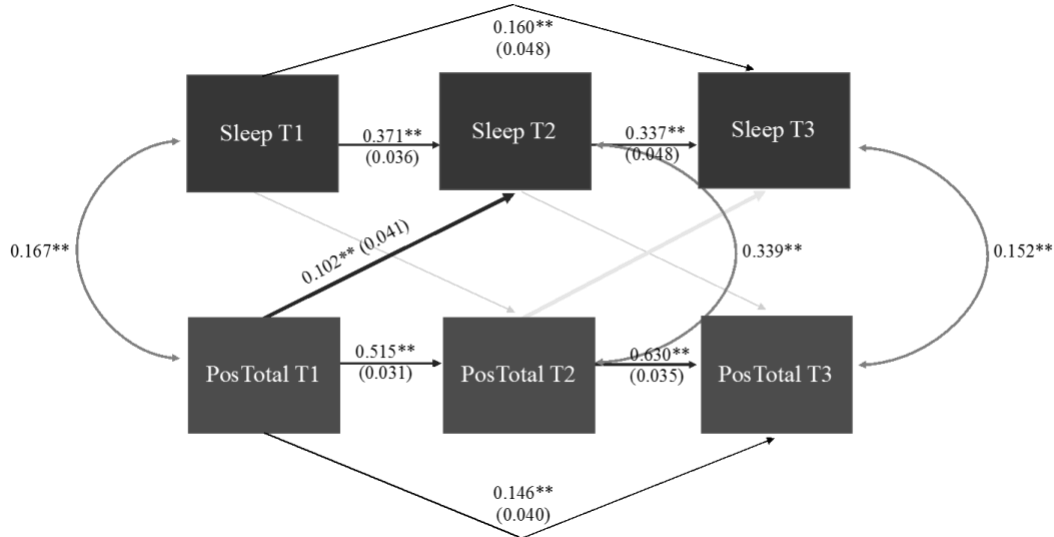 0.160**
(0.048)
Sleep T1
0.371**
(0.036)
Sleep T2
0.337**
(0.048)
Sleep T3
0.167**
0.102** (0.041)
0.339**
0.152**
PosTotal T1
0.515**
(0.031)
PosTotal T2
0.630**
(0.035)
PosTotal T3
0.146**
(0.040)